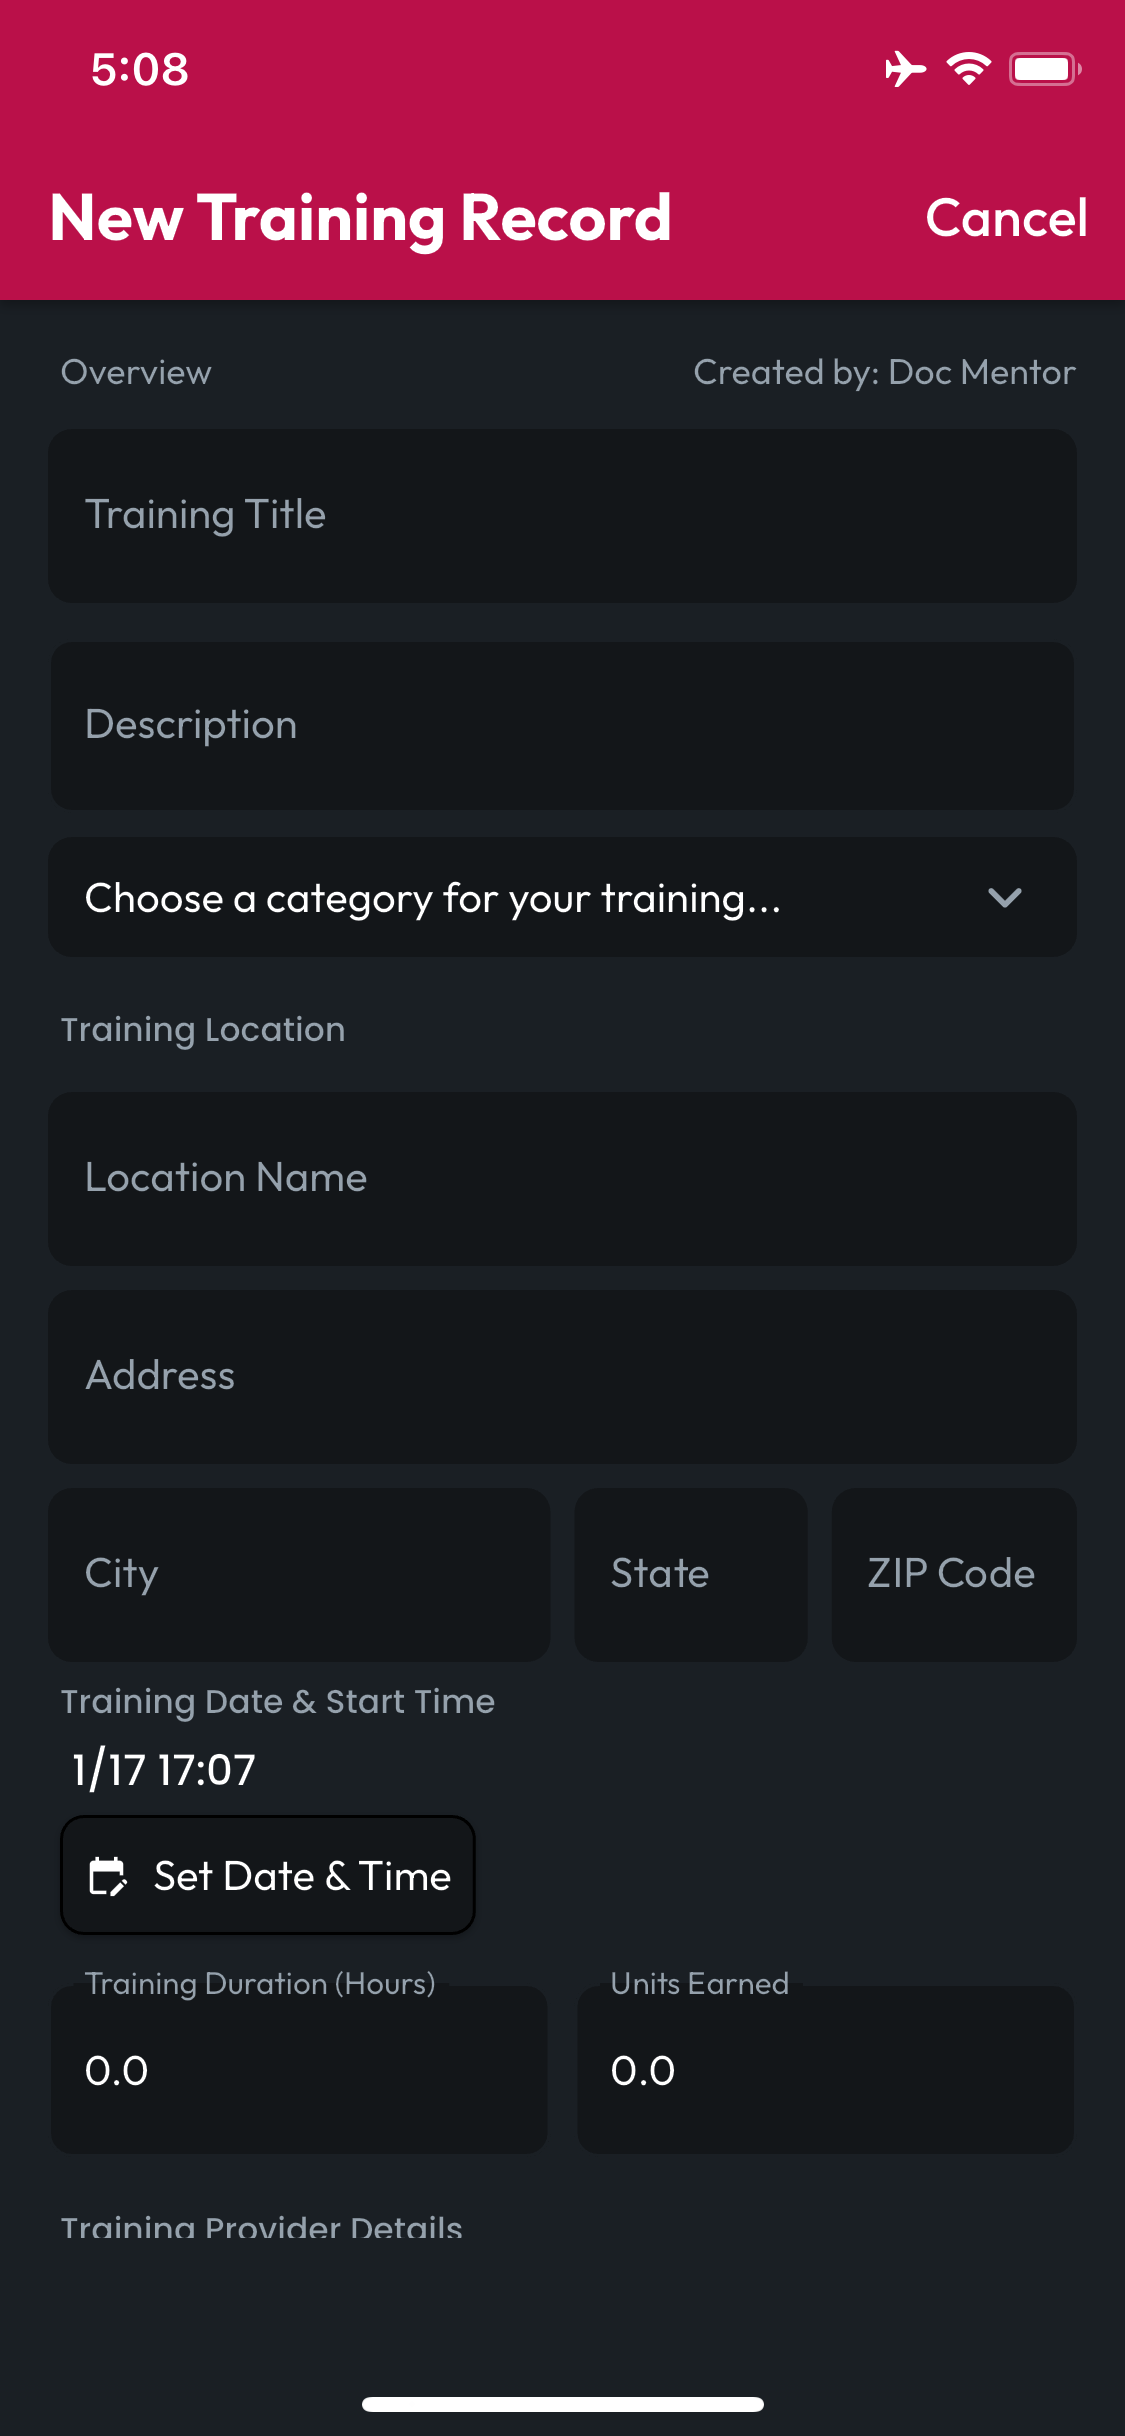 5:08
New Training Record Cancel
Overview Created by: Doc Mentor
Training Title
Description
Choose a category for your training...
Training Location
Location Name
Address
City State ZIP Code
Training Date & Start Time
1/17 17:07
Set Date & Time
Training Duration (Hours) Units Earned
0.0 0.0
Training Provider Details